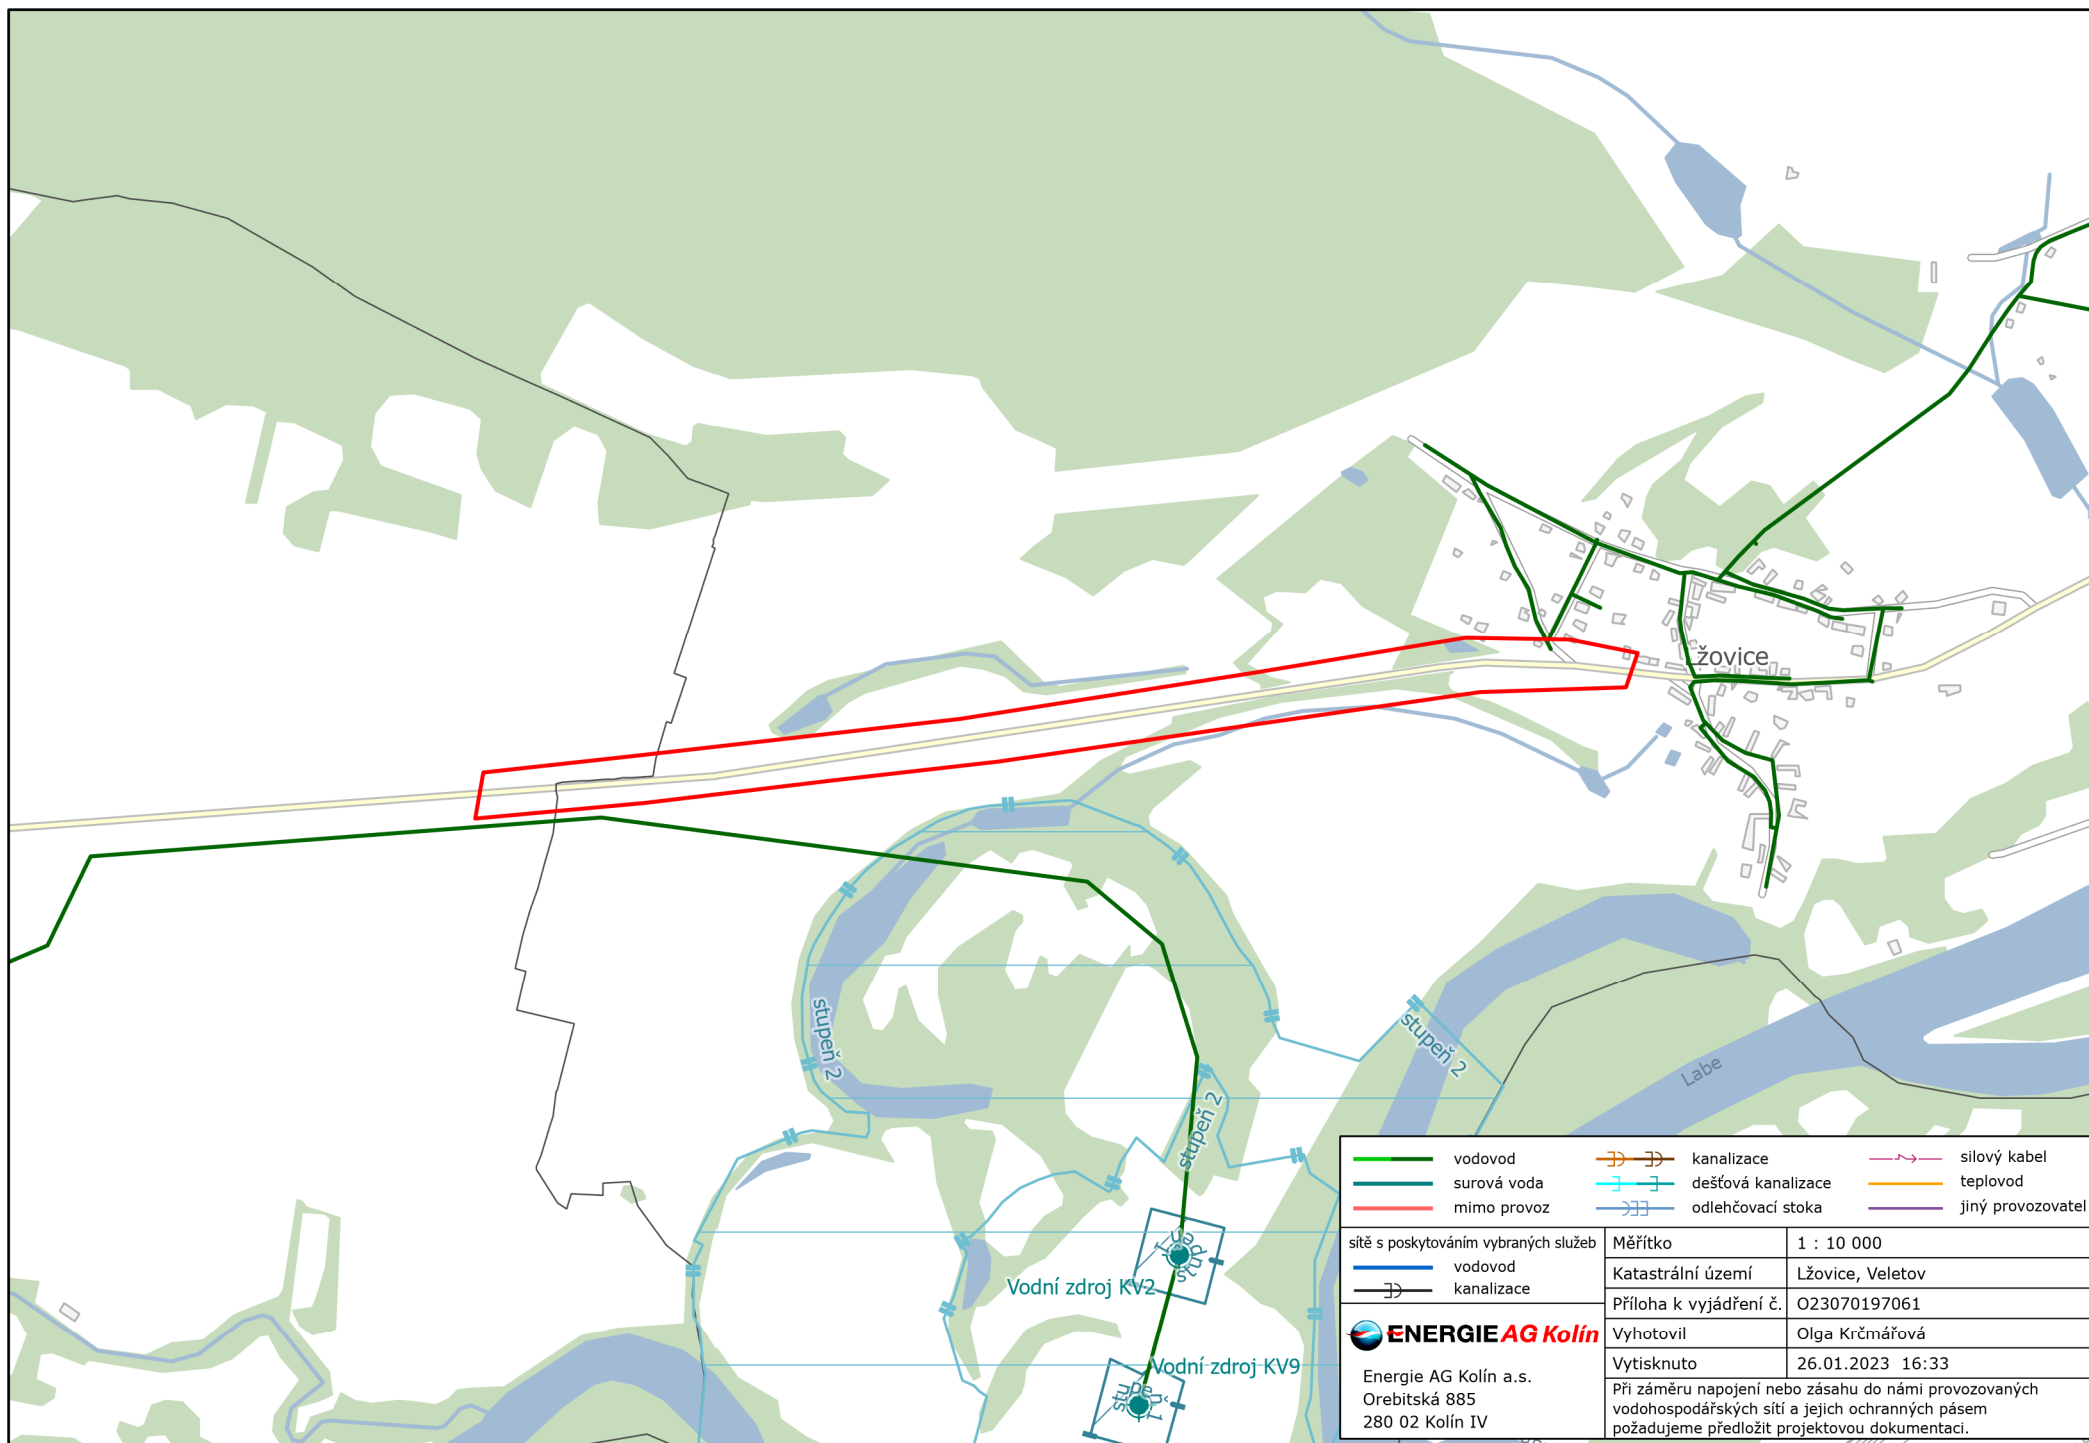 Lžovice
stupeň 2
stupeň 2
Labe
stupeň 2
stupeň 1
Vodní zdroj KV2
Vodní zdroj KV9
stupeň 1
vodovod
kanalizace
silový kabel
surová voda
dešťová kanalizace
teplovod
mimo provoz
odlehčovací stoka
jiný provozovatel
sítě s poskytováním vybraných služeb
vodovod
kanalizace
Měřítko 1 : 10 000
Katastrální území Lžovice, Veletov
Příloha k vyjádření č. O23070197061
Vyhotovil Olga Krčmářová
Vytisknuto 26.01.2023 16:33
ENERGIE AG Kolín
Energie AG Kolín a.s.
Orebitská 885
280 02 Kolín IV
Při záměru napojení nebo zásahu do námi provozovaných
vodohospodářských sítí a jejich ochranných pásem
požadujeme předložit projektovou dokumentaci.